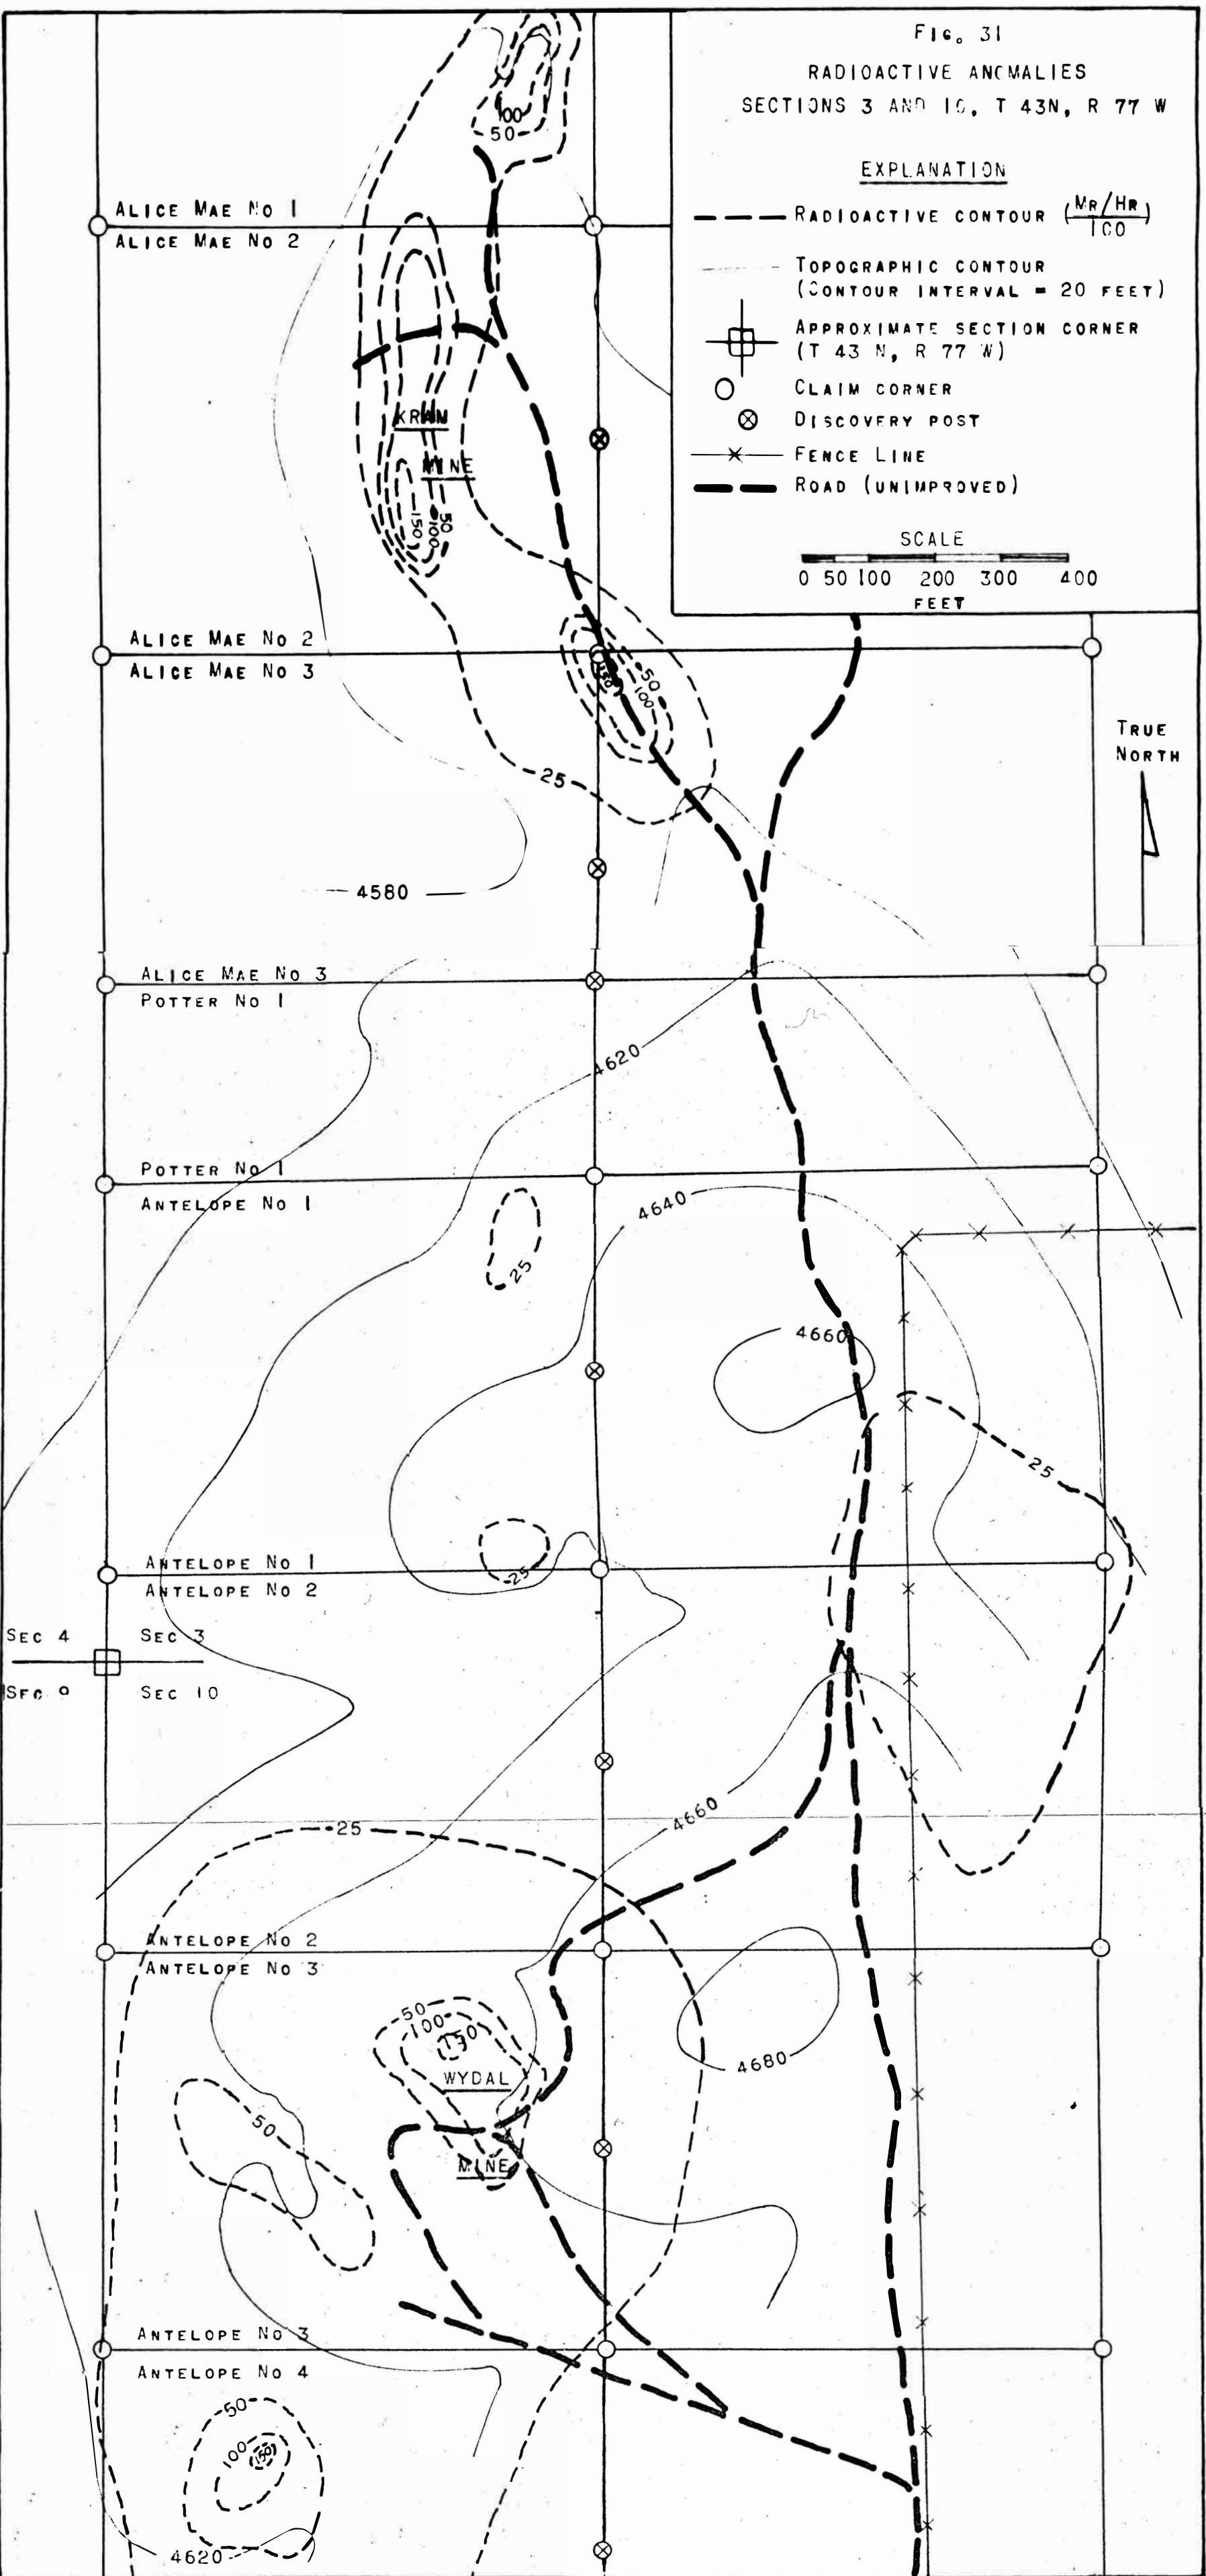 FIG. 31
RADIOACTIVE ANOMALIES
SECTIONS 3 AND 10, T 43N, R 77 W
EXPLANATION
RADIOACTIVE CONTOUR (MR/HR / 100)
TOPOGRAPHIC CONTOUR
(CONTOUR INTERVAL = 20 FEET)
APPROXIMATE SECTION CORNER
(T 43 N, R 77 W)
CLAIM CORNER
DISCOVERY POST
FENCE LINE
ROAD (UNIMPROVED)
SCALE
0 50 100 200 300 400
FEET
100
50
ALICE MAE NO 1
ALICE MAE NO 2
KRAM
MINE
150
100
50
ALICE MAE NO 2
ALICE MAE NO 3
150
100
50
TRUE
NORTH
25
4580
ALICE MAE NO 3
POTTER NO 1
4620
POTTER NO 1
ANTELOPE NO 1
4640
25
4660
25
25
ANTELOPE NO 1
ANTELOPE NO 2
SEC 4 SEC 3
SEC 9 SEC 10
4660
25
ANTELOPE NO 2
ANTELOPE NO 3
50
100
150
4680
WYDAL
50
MINE
ANTELOPE NO 3
ANTELOPE NO 4
50
100
150
4620